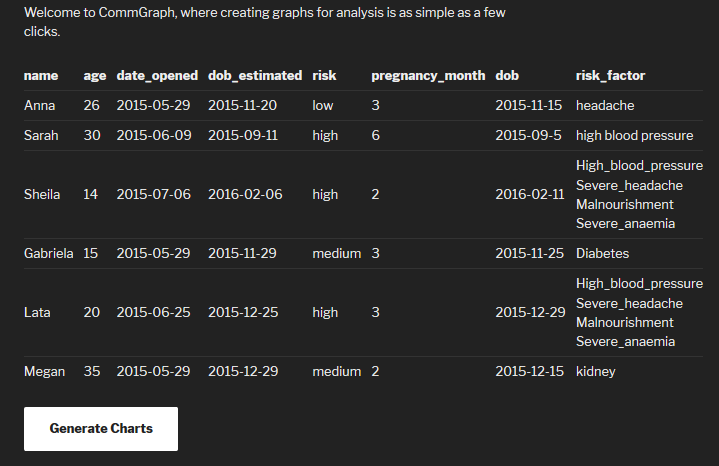 Welcome to CommGraph, where creating graphs for analysis is as simple as a few
clicks.
name age date_opened dob_estimated risk pregnancy_month dob risk_factor
Anna 26 2015-05-29 2015-11-20 low 3 2015-11-15 headache
Sarah 30 2015-06-09 2015-09-11 high 6 2015-09-5 high blood pressure
Sheila 14 2015-07-06 2016-02-06 high 2 2016-02-11 High_blood_pressure
Severe_headache
Malnourishment
Severe_anaemia
Gabriela 15 2015-05-29 2015-11-29 medium 3 2015-11-25 Diabetes
Lata 20 2015-06-25 2015-12-25 high 3 2015-12-29 High_blood_pressure
Severe_headache
Malnourishment
Severe_anaemia
Megan 35 2015-05-29 2015-12-29 medium 2 2015-12-15 kidney
Generate Charts